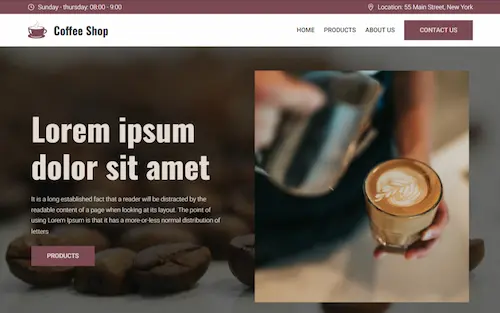 Sunday - thursday: 08:00 - 9:00
Location: 55 Main Street, New York
Coffee Shop
HOME PRODUCTS ABOUT US CONTACT US
Lorem ipsum
dolor sit amet
It is a long established fact that a reader will be distracted by the
readable content of a page when looking at its layout. The point of
using Lorem Ipsum is that it has a more-or-less normal distribution of
letters
PRODUCTS